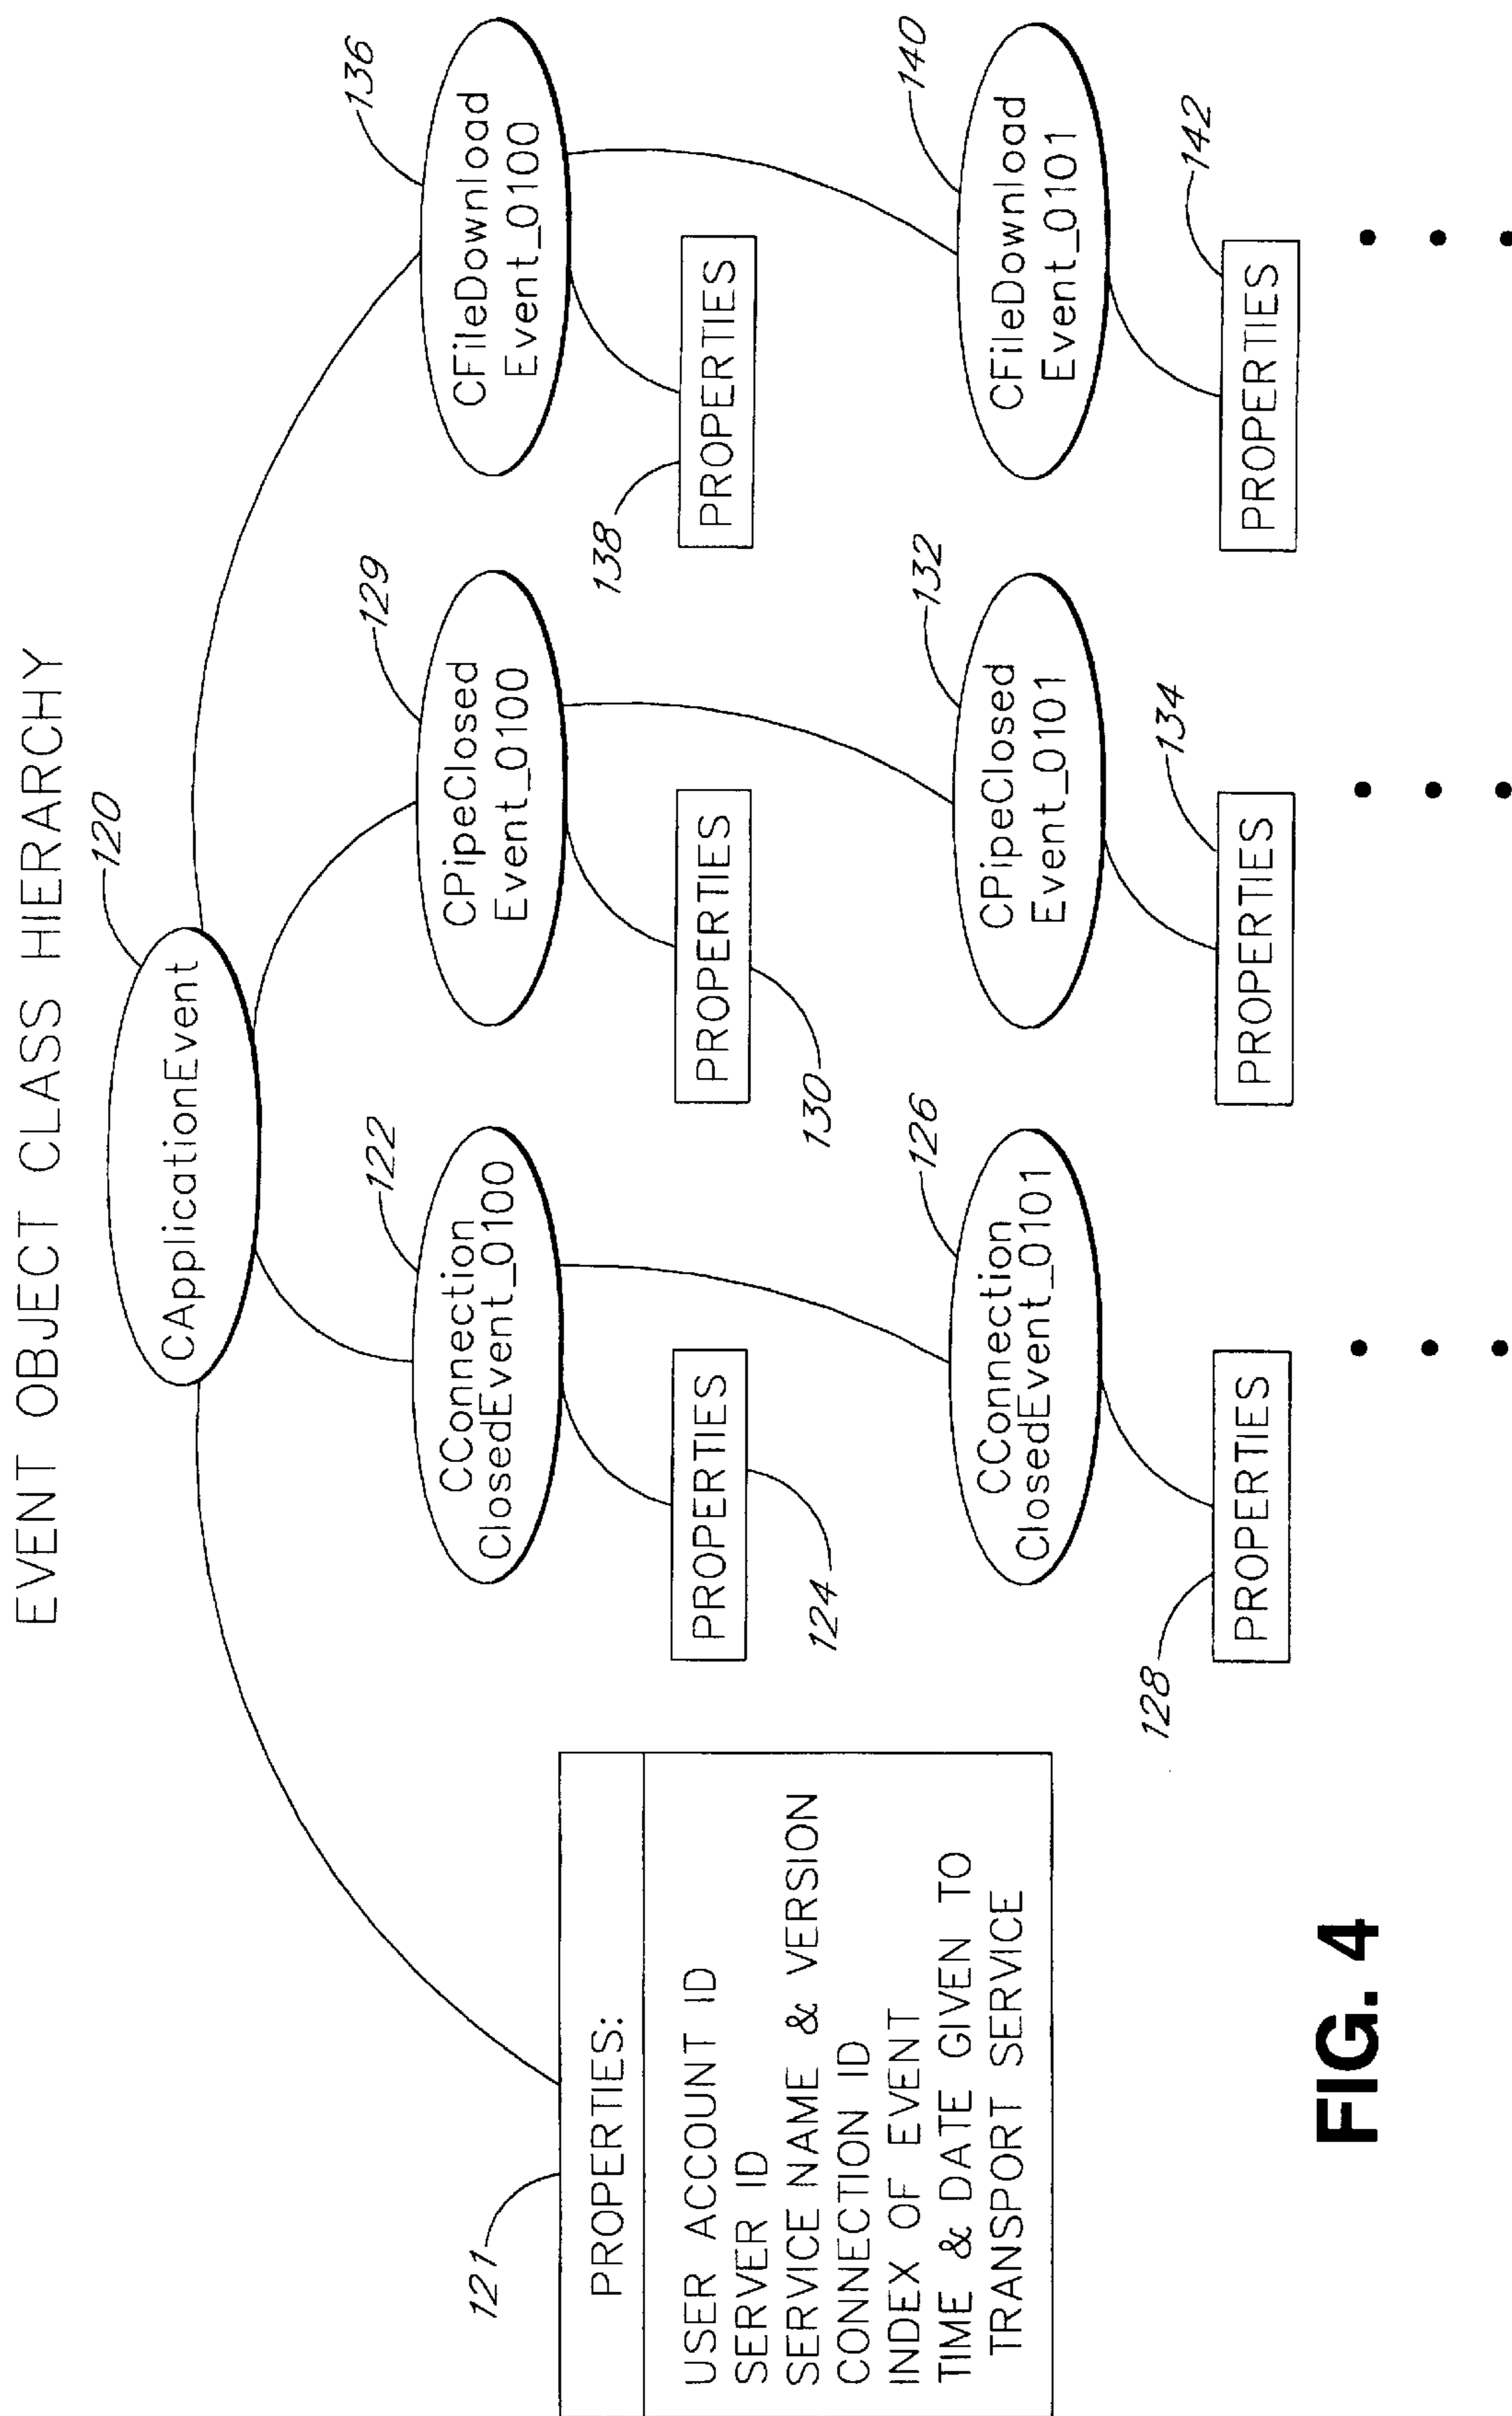 EVENT OBJECT CLASS HIERARCHY
120
CApplicationEvent
121
PROPERTIES:
USER ACCOUNT ID
SERVER ID
SERVICE NAME & VERSION
CONNECTION ID
INDEX OF EVENT
TIME & DATE GIVEN TO
TRANSPORT SERVICE
122
CConnection
ClosedEvent_0100
PROPERTIES
124
126
CConnection
ClosedEvent_0101
128
PROPERTIES
129
CPipeClosed
Event_0100
PROPERTIES
130
132
CPipeClosed
Event_0101
134
PROPERTIES
136
CFileDownload
Event_0100
138
PROPERTIES
140
CFileDownload
Event_0101
142
PROPERTIES
FIG. 4